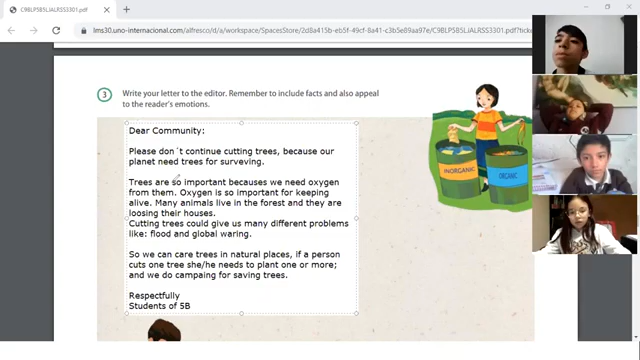 C9BLP5B5LiALRSS3101.pdf
lms30.uno-internacional.com/alfresco/d/a/workspace/SpacesStore/2d8a415b-eb5f-49cf-8a41-c3b5e89aa97e/C9BLP5B5LiALRSS3301.pdf?ticke
3 Write your letter to the editor. Remember to include facts and also appeal
to the reader's emotions.
Dear Community:
Please don´t continue cutting trees, because our
planet need trees for surveving.
Trees are so important becauses we need oxygen
from them. Oxygen is so important for keeping
alive. Many animals live in the forest and they are
loosing their houses.
Cutting trees could give us many different problems
like: flood and global waring.
So we can care trees in natural places, if a person
cuts one tree she/he needs to plant one or more;
and we do campaing for saving trees.
Respectfully
Students of 5B
INORGANIC
ORGANIC